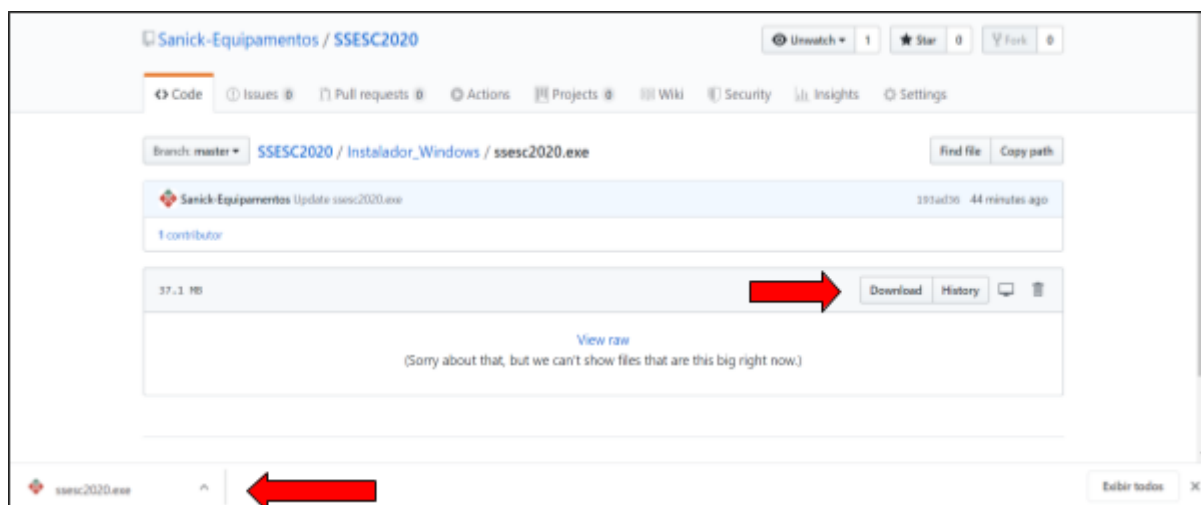 Sanick-Equipamentos / SSESC2020
Unwatch 1 Star 0 Fork 0
Code Issues 0 Pull requests 0 Actions Projects 0 Wiki Security Insights Settings
Branch: master SSESC2020 / Instalador_Windows / ssesc2020.exe Find file Copy path
Sanick-Equipamentos Update ssesc2020.exe 44 minutes ago
1 contributor
37.1 MB Download History
View raw
(Sorry about that, but we can't show files that are this big right now.)
ssesc2020.exe Exibir todos